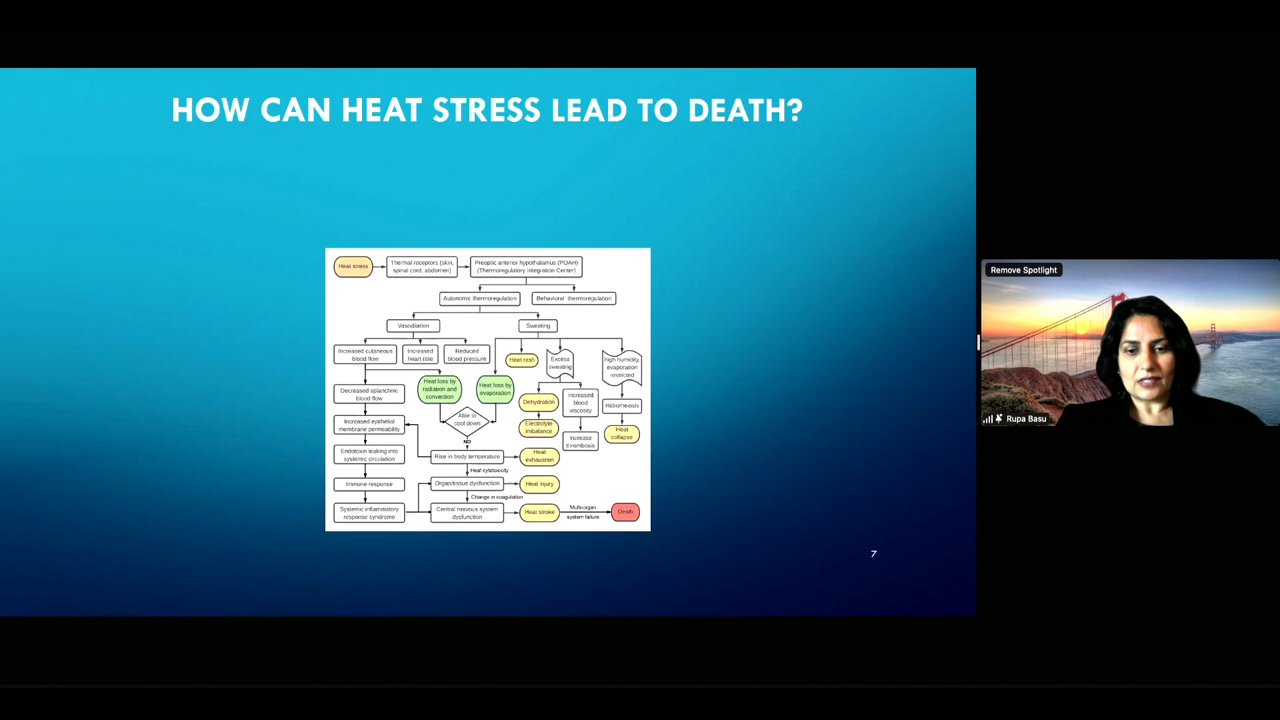 HOW CAN HEAT STRESS LEAD TO DEATH?
Heat stress
Thermal receptors (skin,
spinal cord, abdomen)
Preoptic anterior hypothalamus (POAH)
(Thermoregulatory Integration Center)
Autonomic thermoregulation
Behavioral thermoregulation
Vasodilation
Sweating
Increased cutaneous
blood flow
Increased
heart rate
Reduced
blood pressure
Heat rash
Excess
sweating
high humidity,
evaporation
restricted
Decreased splanchnic
blood flow
Heat loss by
radiation and
convection
Heat loss by
evaporation
Dehydration
Increased
blood
viscosity
Hidromeiosis
Increased epithelial
membrane permeability
Able to
cool down
Electrolyte
imbalance
Heat
collapse
NO
Increase
thrombosis
Endotoxin leaking into
systemic circulation
Rise in body temperature
Heat
exhaustion
Heat cytotoxicity
Immune response
Organ/tissue dysfunction
Heat injury
Change in coagulation
Systemic inflammatory
response syndrome
Central nervous system
dysfunction
Heat stroke
Multi-organ
system failure
Death
7
Remove Spotlight
Rupa Basu